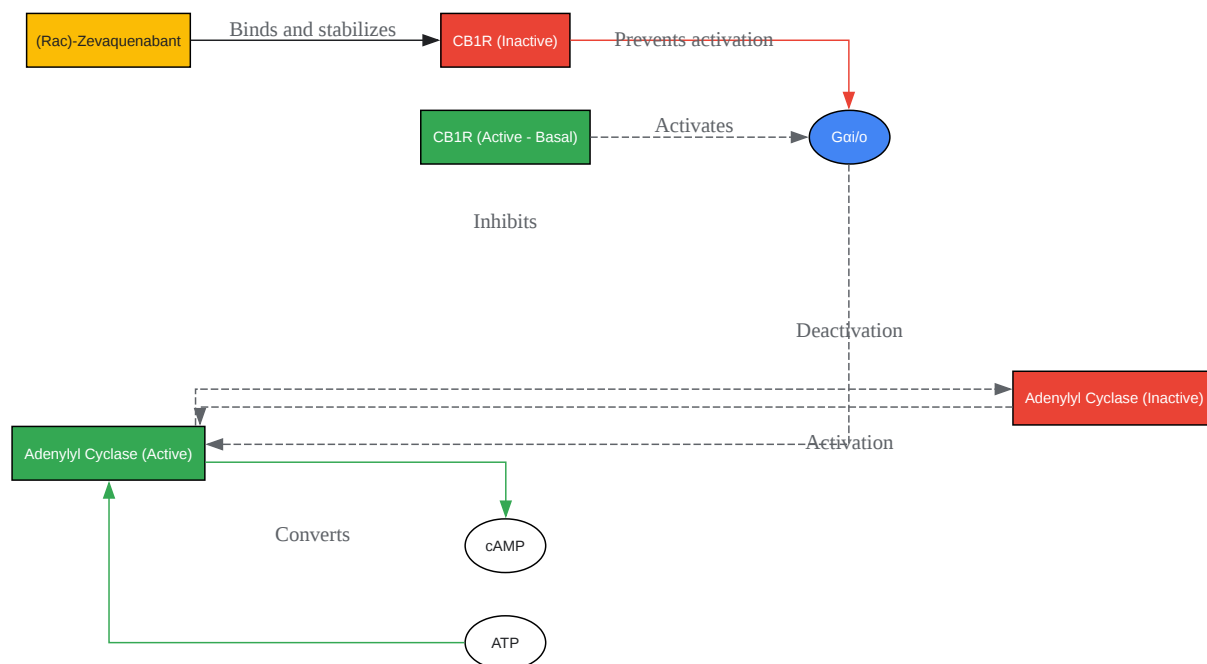 (Rac)-Zevaquenabant
Binds and stabilizes
CB1R (Inactive)
Prevents activation
CB1R (Active - Basal)
Activates
Gαi/o
Inhibits
Deactivation
Adenylyl Cyclase (Inactive)
Activation
Adenylyl Cyclase (Active)
Converts
cAMP
ATP